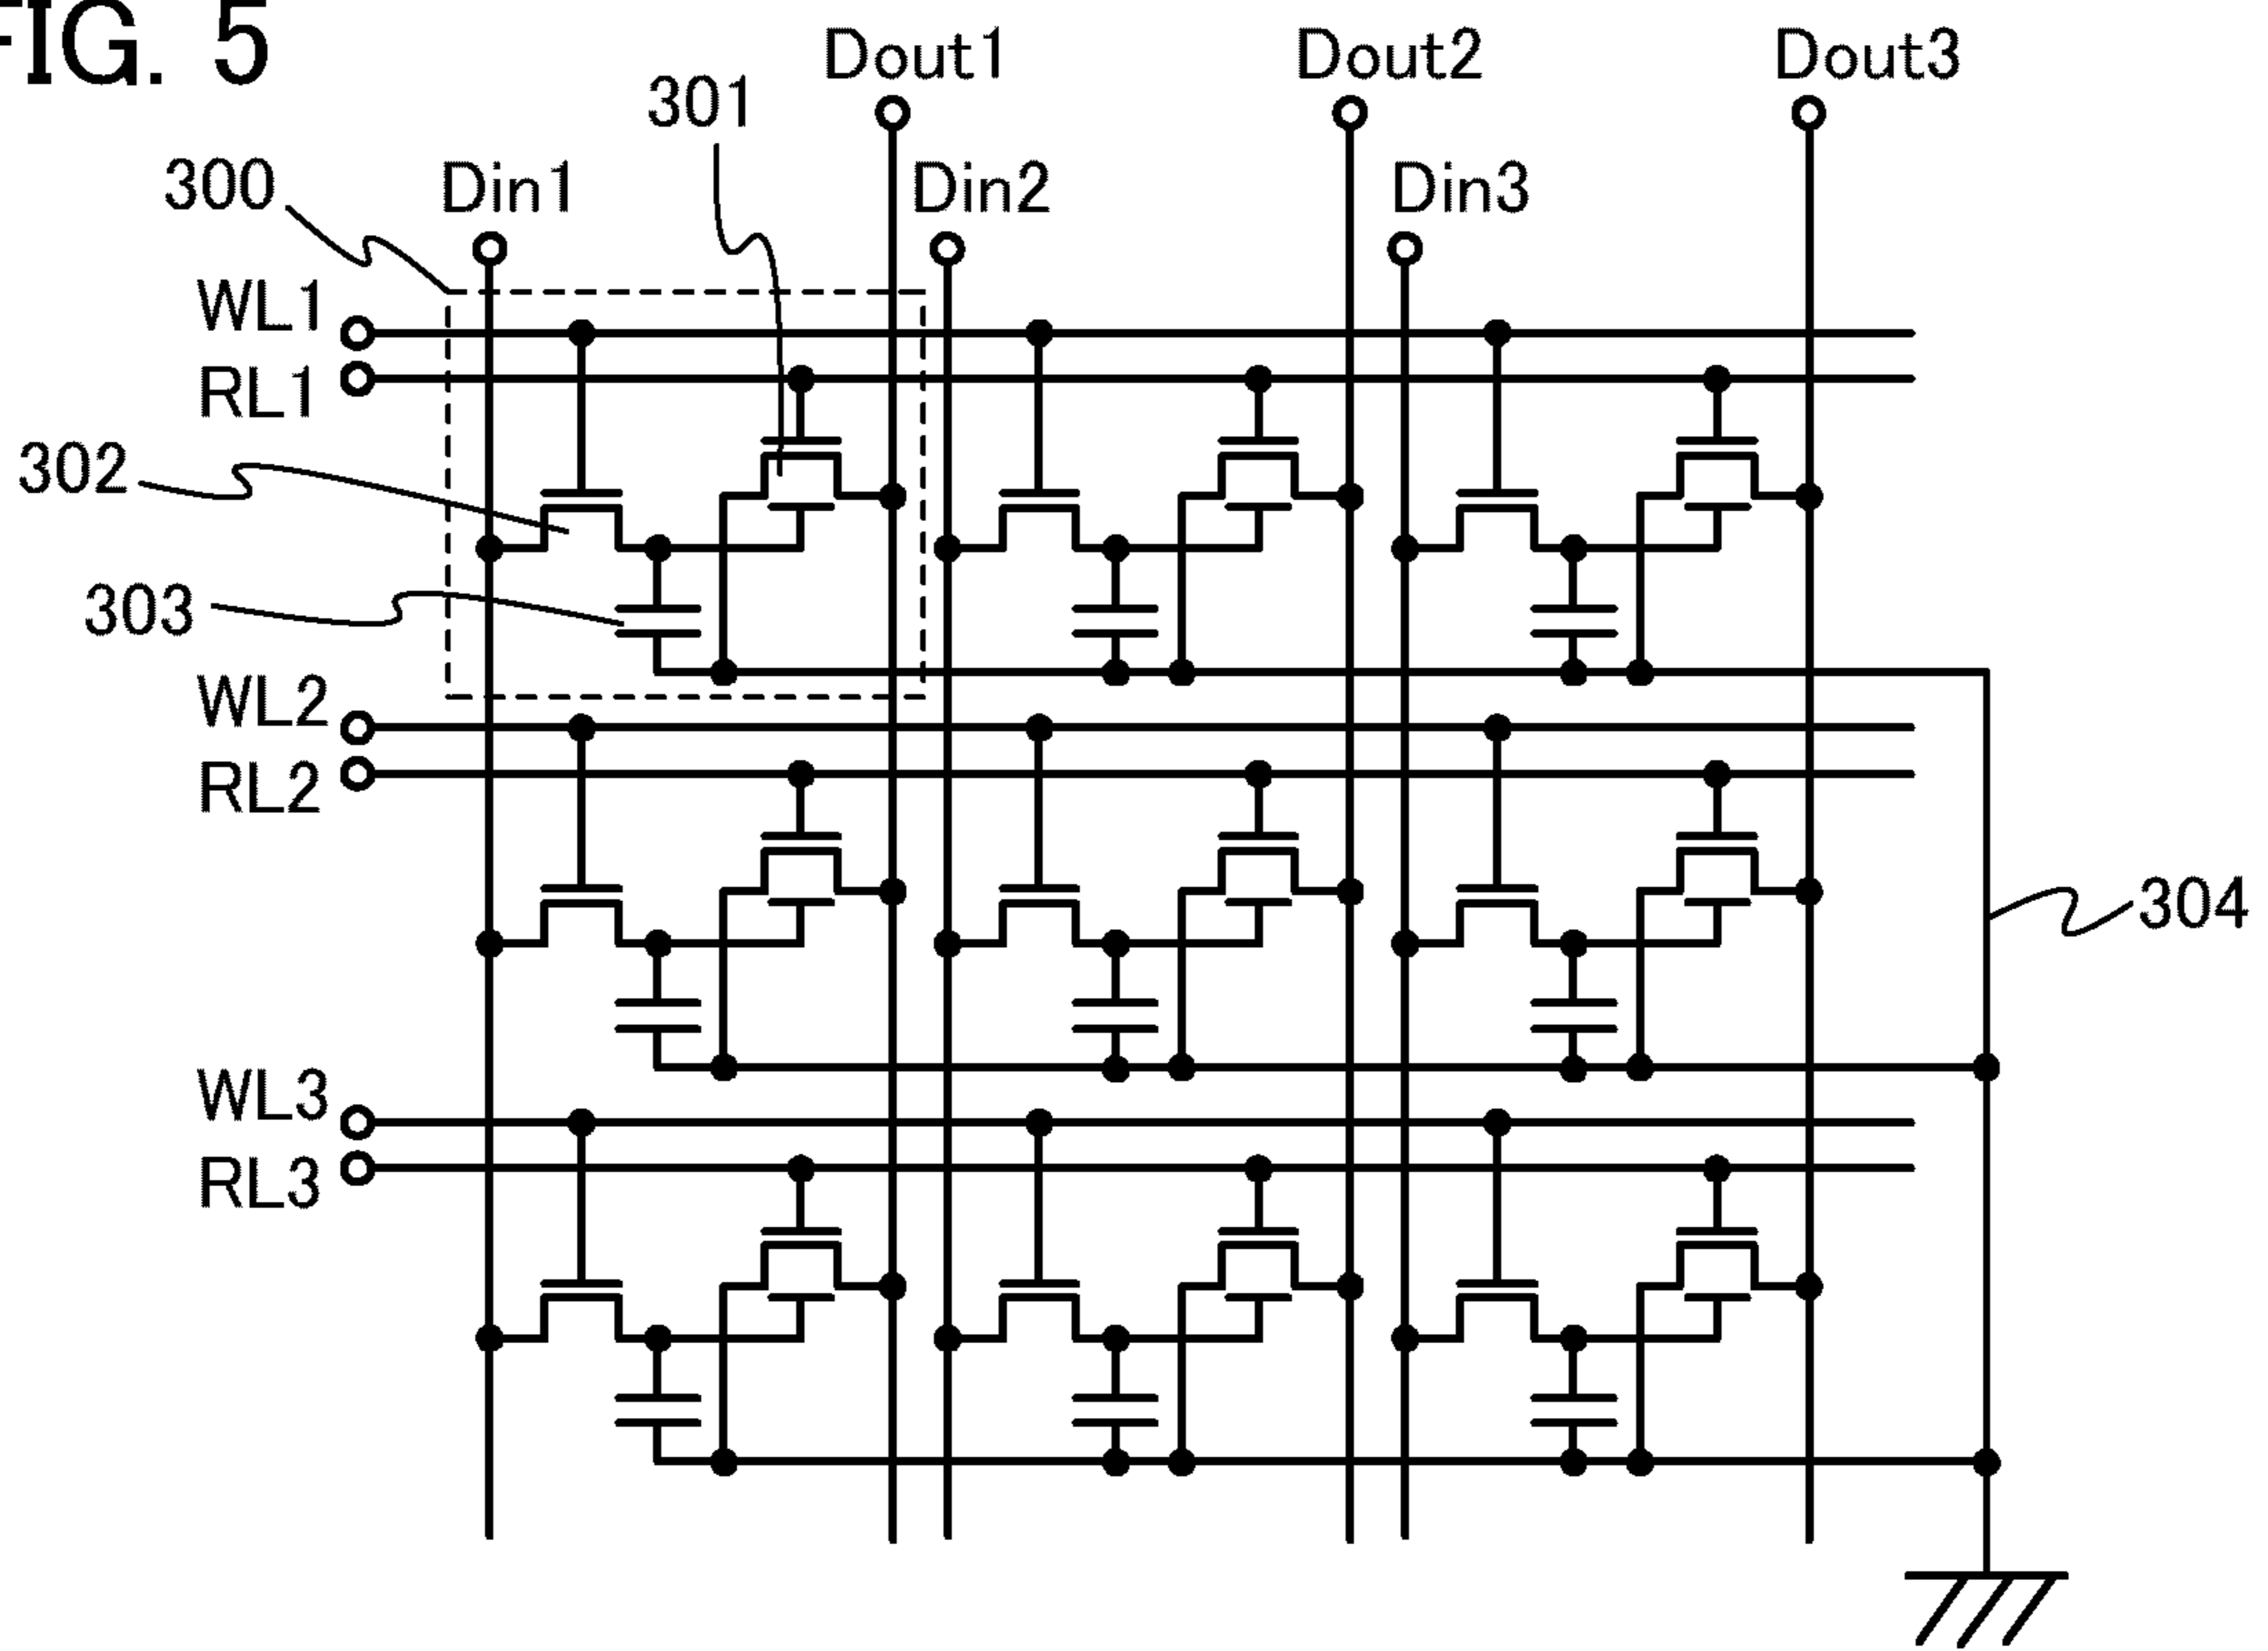 FIG. 5
Dout1 Dout2 Dout3
301
300 Din1 Din2 Din3
WL1
RL1
302
303
WL2
RL2
304
WL3
RL3